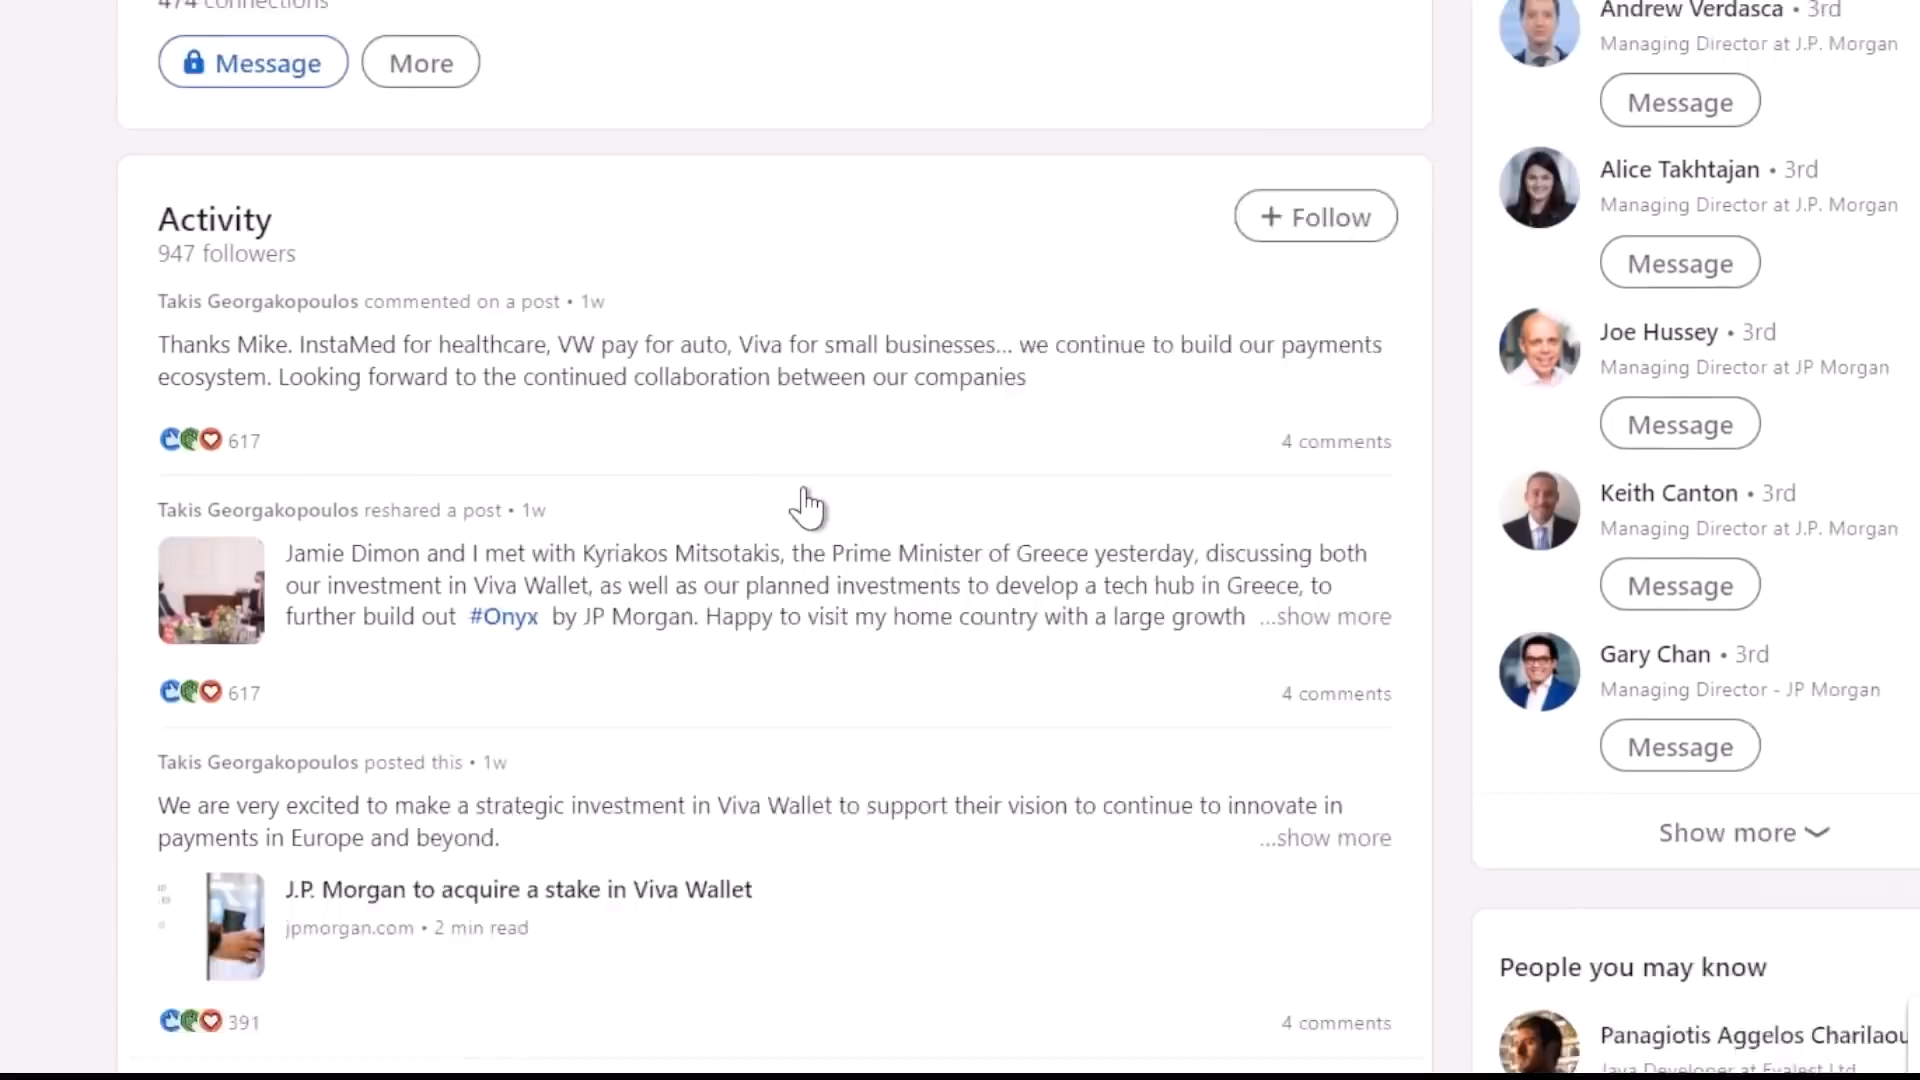 474 connections
Message
More
Activity
947 followers
+ Follow
Takis Georgakopoulos commented on a post • 1w
Thanks Mike. InstaMed for healthcare, VW pay for auto, Viva for small businesses... we continue to build our payments
ecosystem. Looking forward to the continued collaboration between our companies
617
4 comments
Takis Georgakopoulos reshared a post • 1w
Jamie Dimon and I met with Kyriakos Mitsotakis, the Prime Minister of Greece yesterday, discussing both
our investment in Viva Wallet, as well as our planned investments to develop a tech hub in Greece, to
further build out #Onyx by JP Morgan. Happy to visit my home country with a large growth ...show more
617
4 comments
Takis Georgakopoulos posted this • 1w
We are very excited to make a strategic investment in Viva Wallet to support their vision to continue to innovate in
payments in Europe and beyond. ...show more
J.P. Morgan to acquire a stake in Viva Wallet
jpmorgan.com • 2 min read
391
4 comments
Andrew Verdasca • 3rd
Managing Director at J.P. Morgan
Message
Alice Takhtajan • 3rd
Managing Director at J.P. Morgan
Message
Joe Hussey • 3rd
Managing Director at JP Morgan
Message
Keith Canton • 3rd
Managing Director at J.P. Morgan
Message
Gary Chan • 3rd
Managing Director - JP Morgan
Message
Show more
People you may know
Panagiotis Aggelos Charilaou
Java Developer at